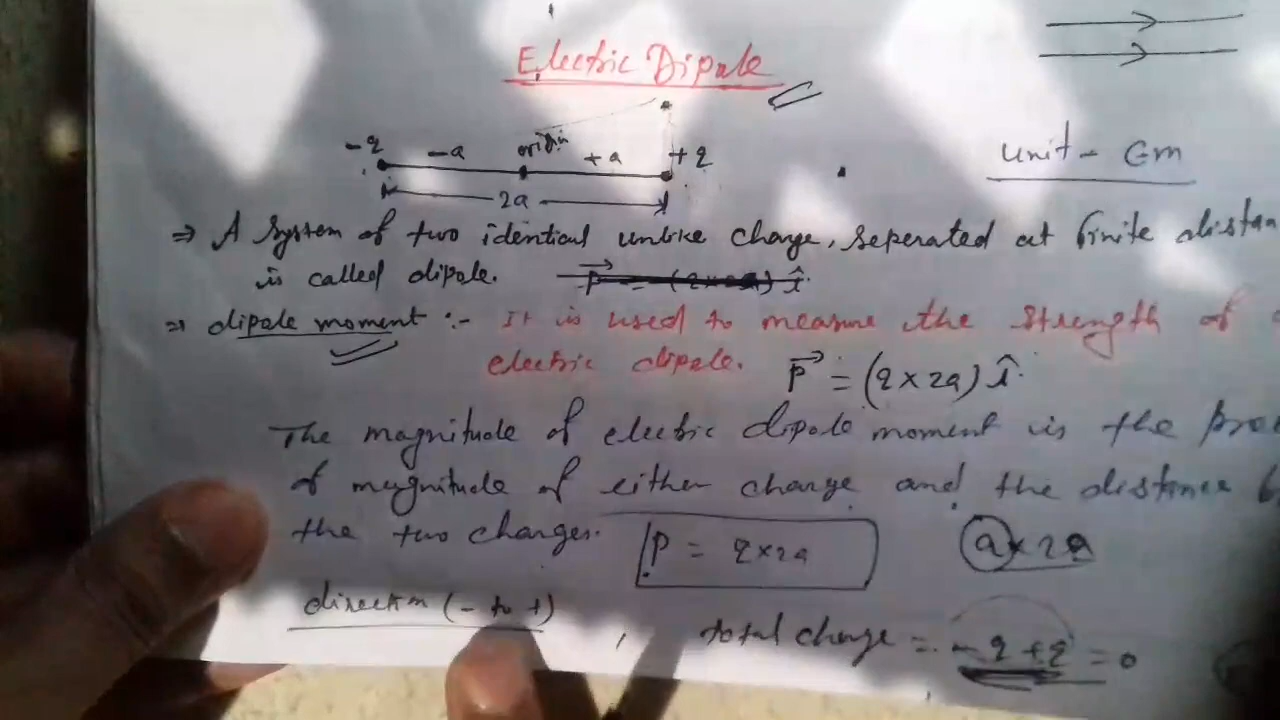 Electric Dipole
-q -a origin +a +q
unit - Cm
2a
⇒ A system of two identical unlike charge, seperated at finite distan
is called dipole.
⇒ dipole moment :- It is used to measure the strength of
electric dipole. p⃗ = (q×2a) î
The magnitude of electric dipole moment is the pro
of magnitude of either charge and the distance b
the two charges. |p = q×2a| a×2a
direction (- to +) , total charge = -q+q = 0